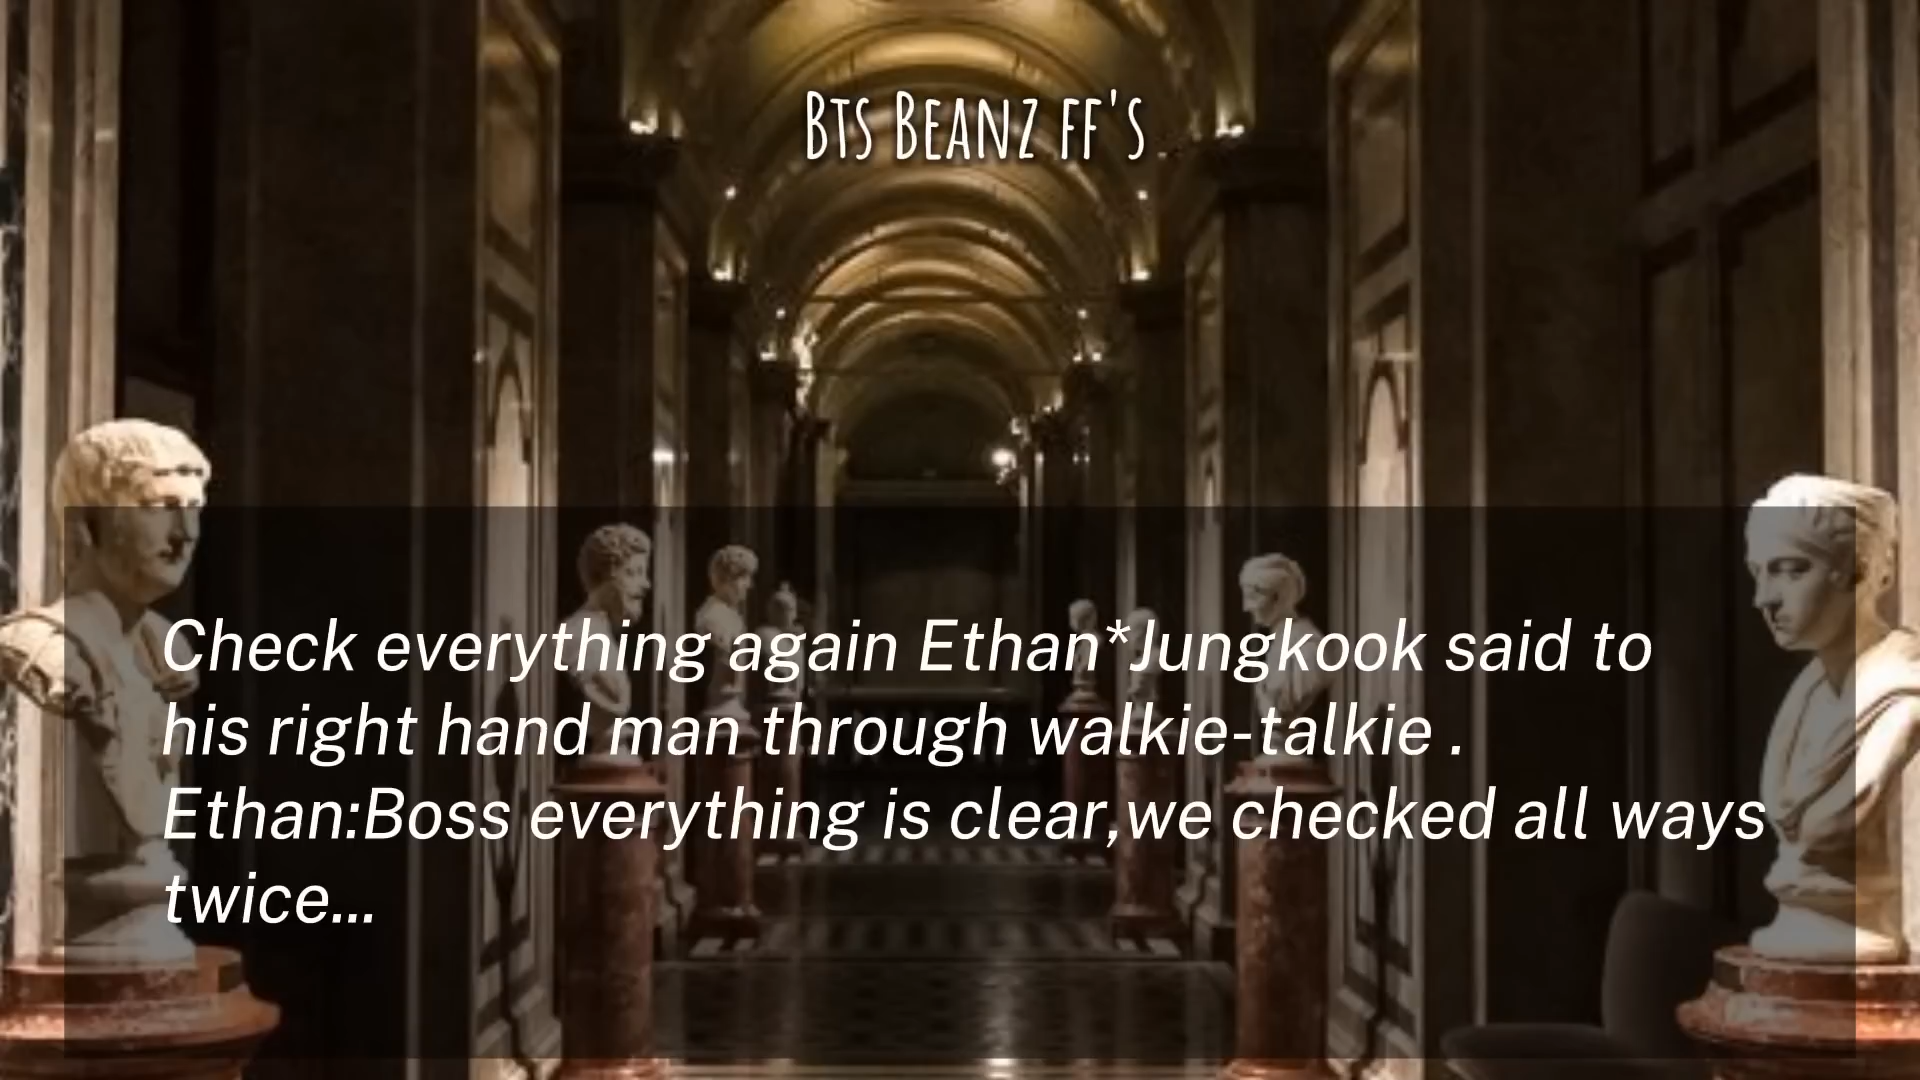 Bts Beanz ff's
Check everything again Ethan*Jungkook said to
his right hand man through walkie-talkie .
Ethan:Boss everything is clear,we checked all ways
twice...